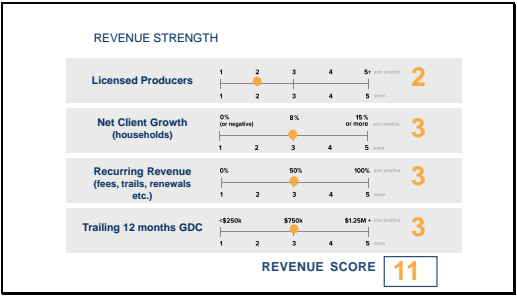 REVENUE STRENGTH
1 2 3 4 5+ your practice
Licensed Producers
2
1 2 3 4 5 score
0% 8% 15%
(or negative) or more your practice
Net Client Growth
(households)
3
1 2 3 4 5 score
0% 50% 100% your practice
Recurring Revenue
(fees, trails, renewals
etc.)
3
1 2 3 4 5 score
<$250k $750k $1.25M + your practice
Trailing 12 months GDC
3
1 2 3 4 5 score
REVENUE SCORE 11